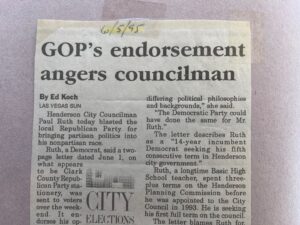 6/5/95
GOP's endorsement
angers councilman
By Ed Koch
LAS VEGAS SUN
Henderson City Councilman
Paul Ruth today blasted the
local Republican Party for
bringing partisan politics into
his nonpartisan race.
Ruth, a Democrat, said a two-
page letter dated June 1, on
what appears
to be Clark
County Repub-
lican Party sta-
tionery, was
sent to voters
over the week-
end. It en-
dorses his op-
CITY
ELECTIONS
differing political philosophies
and backgrounds," she said.
"The Democratic Party could
have done the same for Mr.
Ruth."
The letter describes Ruth
as a "14-year incumbent
Democrat seeking his fifth
consecutive term in Henderson
city government."
Ruth, a longtime Basic High
School teacher, spent three-
plus terms on the Henderson
Planning Commission before
he was appointed to the City
Council in 1993. He is seeking
his first full term on the council.
The letter blames Ruth for